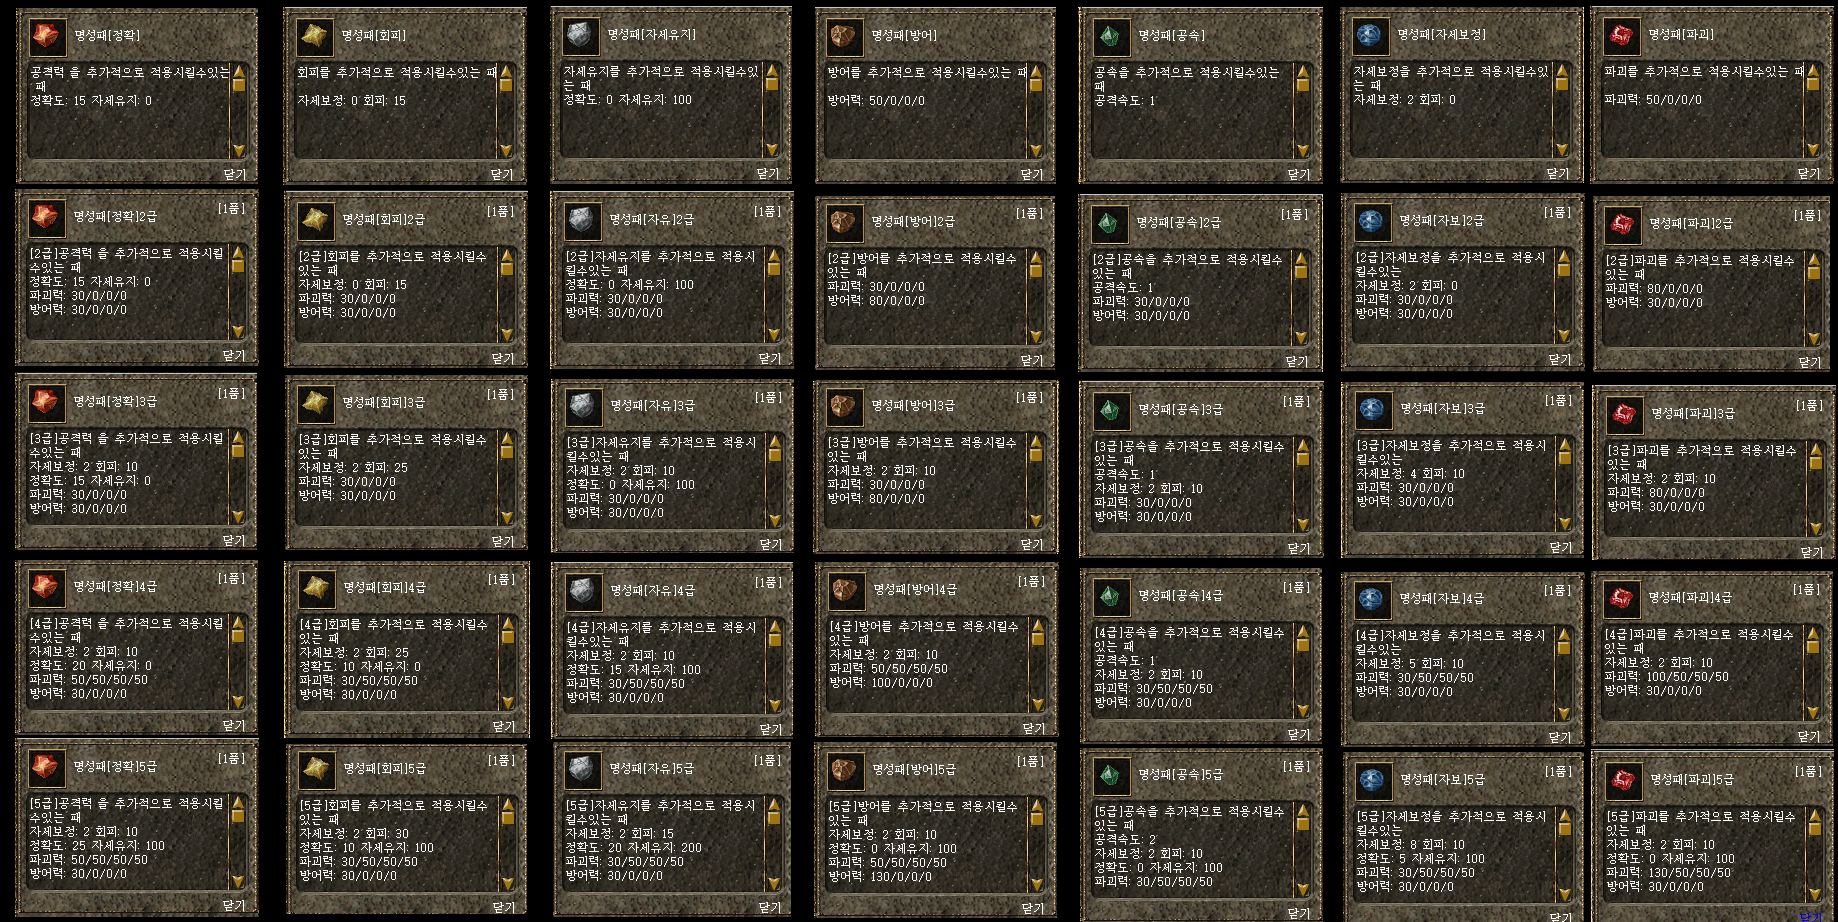 명성패[정확]
공격력 을 추가적으로 적용시킬수있는
패
정확도: 15 자세유지: 0
닫기
명성패[회피]
회피를 추가적으로 적용시킬수있는 패
자세보정: 0 회피: 15
닫기
명성패[자세유지]
자세유지를 추가적으로 적용시킬수있
는 패
정확도: 0 자세유지: 100
닫기
명성패[방어]
방어를 추가적으로 적용시킬수있는 패
방어력: 50/0/0/0
닫기
명성패[공속]
공속을 추가적으로 적용시킬수있는
패
공격속도: 1
닫기
명성패[자세보정]
자세보정을 추가적으로 적용시킬수있
는 패
자세보정: 2 회피: 0
닫기
명성패[파괴]
파괴를 추가적으로 적용시킬수있는 패
파괴력: 50/0/0/0
닫기
명성패[정확]2급
[1품]
[2급]공격력 을 추가적으로 적용시킬
수있는 패
정확도: 15 자세유지: 0
파괴력: 30/0/0/0
방어력: 30/0/0/0
닫기
명성패[회피]2급
[1품]
[2급]회피를 추가적으로 적용시킬수
있는 패
자세보정: 0 회피: 15
파괴력: 30/0/0/0
방어력: 30/0/0/0
닫기
명성패[자유]2급
[1품]
[2급]자세유지를 추가적으로 적용시
킬수있는 패
정확도: 0 자세유지: 100
파괴력: 30/0/0/0
방어력: 30/0/0/0
닫기
명성패[방어]2급
[1품]
[2급]방어를 추가적으로 적용시킬수
있는 패
파괴력: 30/0/0/0
방어력: 80/0/0/0
닫기
명성패[공속]2급
[1품]
[2급]공속을 추가적으로 적용시킬수
있는 패
공격속도: 1
파괴력: 30/0/0/0
방어력: 30/0/0/0
닫기
명성패[자보]2급
[1품]
[2급]자세보정을 추가적으로 적용시
킬수있는
자세보정: 2 회피: 0
파괴력: 30/0/0/0
방어력: 30/0/0/0
닫기
명성패[파괴]2급
[1품]
[2급]파괴를 추가적으로 적용시킬수
있는 패
파괴력: 80/0/0/0
방어력: 30/0/0/0
닫기
명성패[정확]3급
[1품]
[3급]공격력 을 추가적으로 적용시킬
수있는 패
자세보정: 2 회피: 10
정확도: 15 자세유지: 0
파괴력: 30/0/0/0
방어력: 30/0/0/0
닫기
명성패[회피]3급
[1품]
[3급]회피를 추가적으로 적용시킬수
있는 패
자세보정: 2 회피: 25
파괴력: 30/0/0/0
방어력: 30/0/0/0
닫기
명성패[자유]3급
[1품]
[3급]자세유지를 추가적으로 적용시
킬수있는 패
자세보정: 2 회피: 10
정확도: 0 자세유지: 100
파괴력: 30/0/0/0
방어력: 30/0/0/0
닫기
명성패[방어]3급
[1품]
[3급]방어를 추가적으로 적용시킬수
있는 패
자세보정: 2 회피: 10
파괴력: 30/0/0/0
방어력: 80/0/0/0
닫기
명성패[공속]3급
[1품]
[3급]공속을 추가적으로 적용시킬수
있는 패
공격속도: 1
자세보정: 2 회피: 10
파괴력: 30/0/0/0
방어력: 30/0/0/0
닫기
명성패[자보]3급
[1품]
[3급]자세보정을 추가적으로 적용시
킬수있는
자세보정: 4 회피: 10
파괴력: 30/0/0/0
방어력: 30/0/0/0
닫기
명성패[파괴]3급
[1품]
[3급]파괴를 추가적으로 적용시킬수
있는 패
자세보정: 2 회피: 10
파괴력: 80/0/0/0
방어력: 30/0/0/0
닫기
명성패[정확]4급
[1품]
[4급]공격력 을 추가적으로 적용시킬
수있는 패
자세보정: 2 회피: 10
정확도: 20 자세유지: 0
파괴력: 50/50/50/50
방어력: 30/0/0/0
닫기
명성패[회피]4급
[1품]
[4급]회피를 추가적으로 적용시킬수
있는 패
자세보정: 2 회피: 25
정확도: 10 자세유지: 0
파괴력: 30/50/50/50
방어력: 30/0/0/0
닫기
명성패[자유]4급
[1품]
[4급]자세유지를 추가적으로 적용시
킬수있는 패
자세보정: 2 회피: 10
정확도: 15 자세유지: 100
파괴력: 30/50/50/50
방어력: 30/0/0/0
닫기
명성패[방어]4급
[1품]
[4급]방어를 추가적으로 적용시킬수
있는 패
자세보정: 2 회피: 10
파괴력: 50/50/50/50
방어력: 100/0/0/0
닫기
명성패[공속]4급
[1품]
[4급]공속을 추가적으로 적용시킬수
있는 패
공격속도: 1
자세보정: 2 회피: 10
파괴력: 30/50/50/50
방어력: 30/0/0/0
닫기
명성패[자보]4급
[1품]
[4급]자세보정을 추가적으로 적용시
킬수있는
자세보정: 5 회피: 10
파괴력: 30/50/50/50
방어력: 30/0/0/0
닫기
명성패[파괴]4급
[1품]
[4급]파괴를 추가적으로 적용시킬수
있는 패
자세보정: 2 회피: 10
파괴력: 100/50/50/50
방어력: 30/0/0/0
닫기
명성패[정확]5급
[1품]
[5급]공격력 을 추가적으로 적용시킬
수있는 패
자세보정: 2 회피: 10
정확도: 25 자세유지: 100
파괴력: 50/50/50/50
방어력: 30/0/0/0
닫기
명성패[회피]5급
[1품]
[5급]회피를 추가적으로 적용시킬수
있는 패
자세보정: 2 회피: 30
정확도: 10 자세유지: 100
파괴력: 30/50/50/50
방어력: 30/0/0/0
닫기
명성패[자유]5급
[1품]
[5급]자세유지를 추가적으로 적용시
킬수있는 패
자세보정: 2 회피: 15
정확도: 20 자세유지: 200
파괴력: 30/50/50/50
방어력: 30/0/0/0
닫기
명성패[방어]5급
[1품]
[5급]방어를 추가적으로 적용시킬수
있는 패
자세보정: 2 회피: 10
정확도: 0 자세유지: 100
파괴력: 50/50/50/50
방어력: 130/0/0/0
닫기
명성패[공속]5급
[1품]
[5급]공속을 추가적으로 적용시킬수
있는 패
공격속도: 2
자세보정: 2 회피: 10
정확도: 0 자세유지: 100
파괴력: 30/50/50/50
닫기
명성패[자보]5급
[1품]
[5급]자세보정을 추가적으로 적용시
킬수있는
자세보정: 8 회피: 10
정확도: 5 자세유지: 100
파괴력: 30/50/50/50
방어력: 30/0/0/0
닫기
명성패[파괴]5급
[1품]
[5급]파괴를 추가적으로 적용시킬수
있는 패
자세보정: 2 회피: 10
정확도: 0 자세유지: 100
파괴력: 130/50/50/50
방어력: 30/0/0/0
닫기